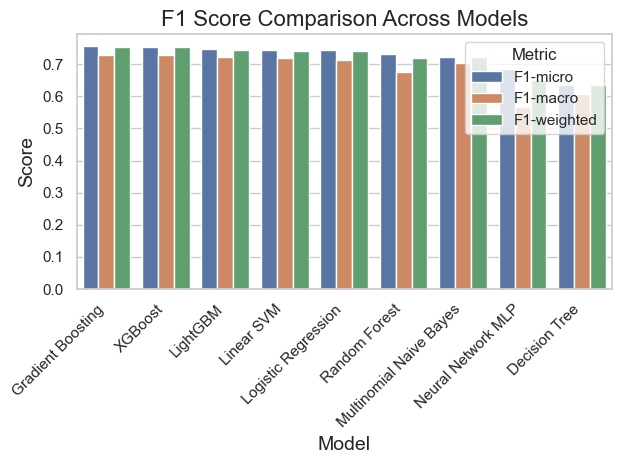 F1 Score Comparison Across Models
Score
0.7
0.6
0.5
0.4
0.3
0.2
0.1
0.0
Metric
F1-micro
F1-macro
F1-weighted
Gradient Boosting
XGBoost
LightGBM
Linear SVM
Logistic Regression
Random Forest
Multinomial Naive Bayes
Neural Network MLP
Decision Tree
Model